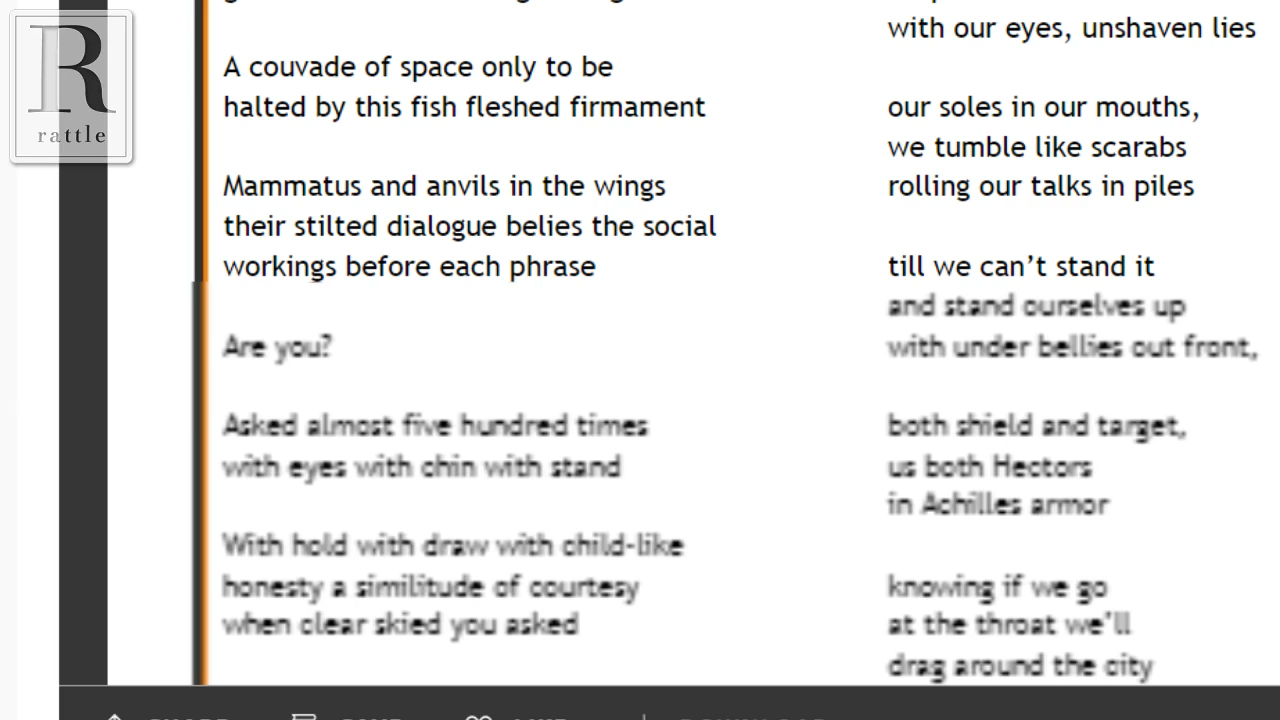 R
rattle
A couvade of space only to be
halted by this fish fleshed firmament
Mammatus and anvils in the wings
their stilted dialogue belies the social
workings before each phrase
Are you?
Asked almost five hundred times
with eyes with chin with stand
With hold with draw with child-like
honesty a similitude of courtesy
when clear skied you asked
with our eyes, unshaven lies
our soles in our mouths,
we tumble like scarabs
rolling our talks in piles
till we can't stand it
and stand ourselves up
with under bellies out front,
both shield and target,
us both Hectors
in Achilles armor
knowing if we go
at the throat we'll
drag around the city